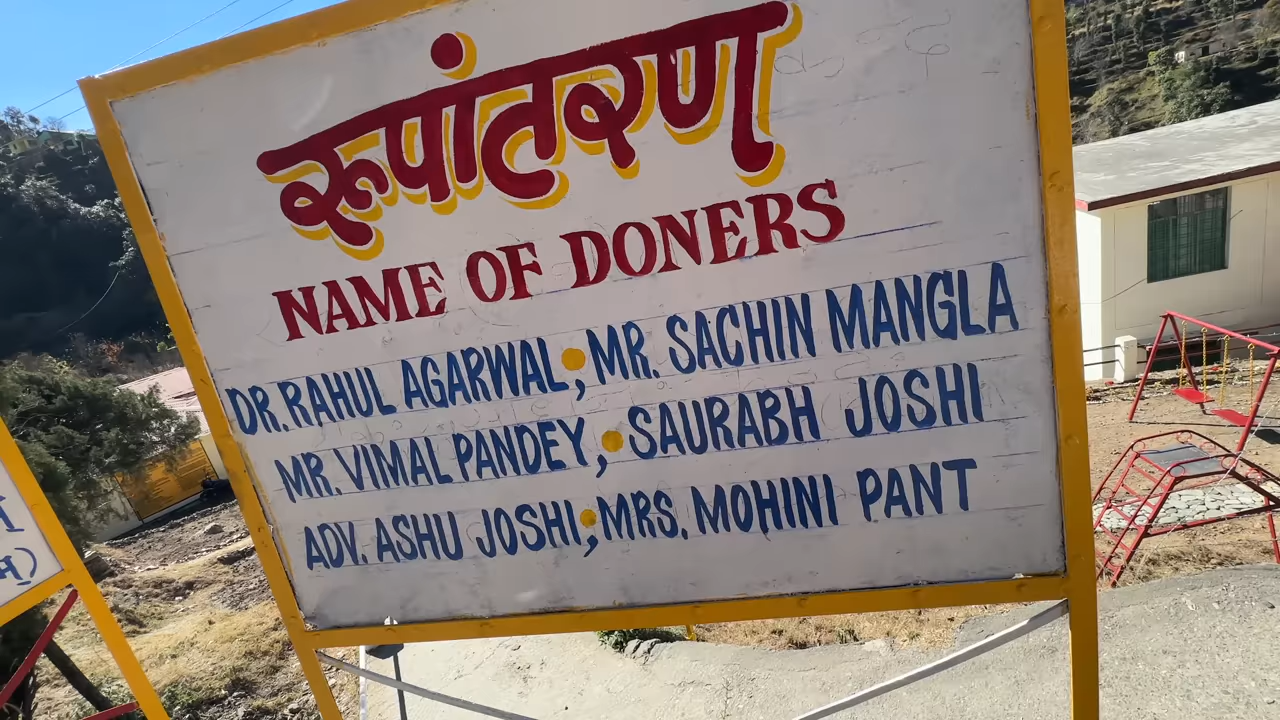 रूपांतरण
NAME OF DONERS
DR. RAHUL AGARWAL, MR. SACHIN MANGLA
MR. VIMAL PANDEY, SAURABH JOSHI
ADV. ASHU JOSHI, MRS. MOHINI PANT